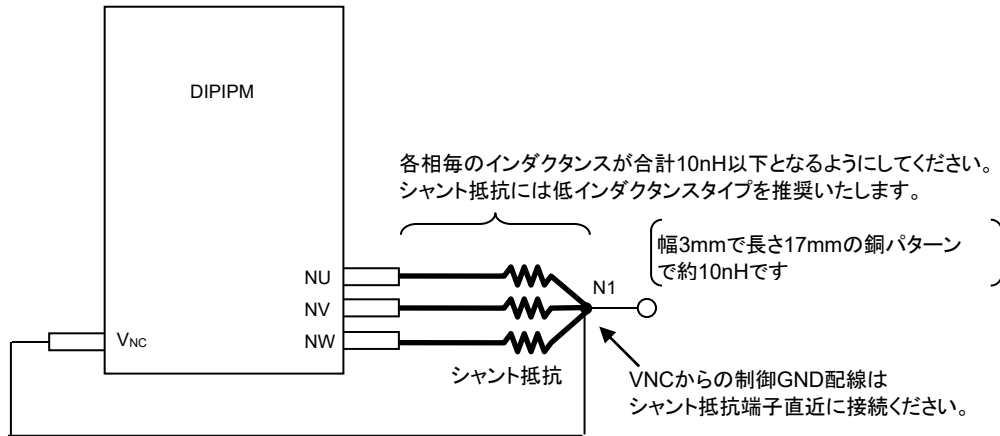 DIPIPM
各相毎のインダクタンスが合計10nH以下となるようにしてください。
シャント抵抗には低インダクタンスタイプを推奨いたします。
幅3mmで長さ17mmの銅パターン
で約10nHです
NU
N1
NV
VNC
NW
シャント抵抗
VNCからの制御GND配線は
シャント抵抗端子直近に接続ください。